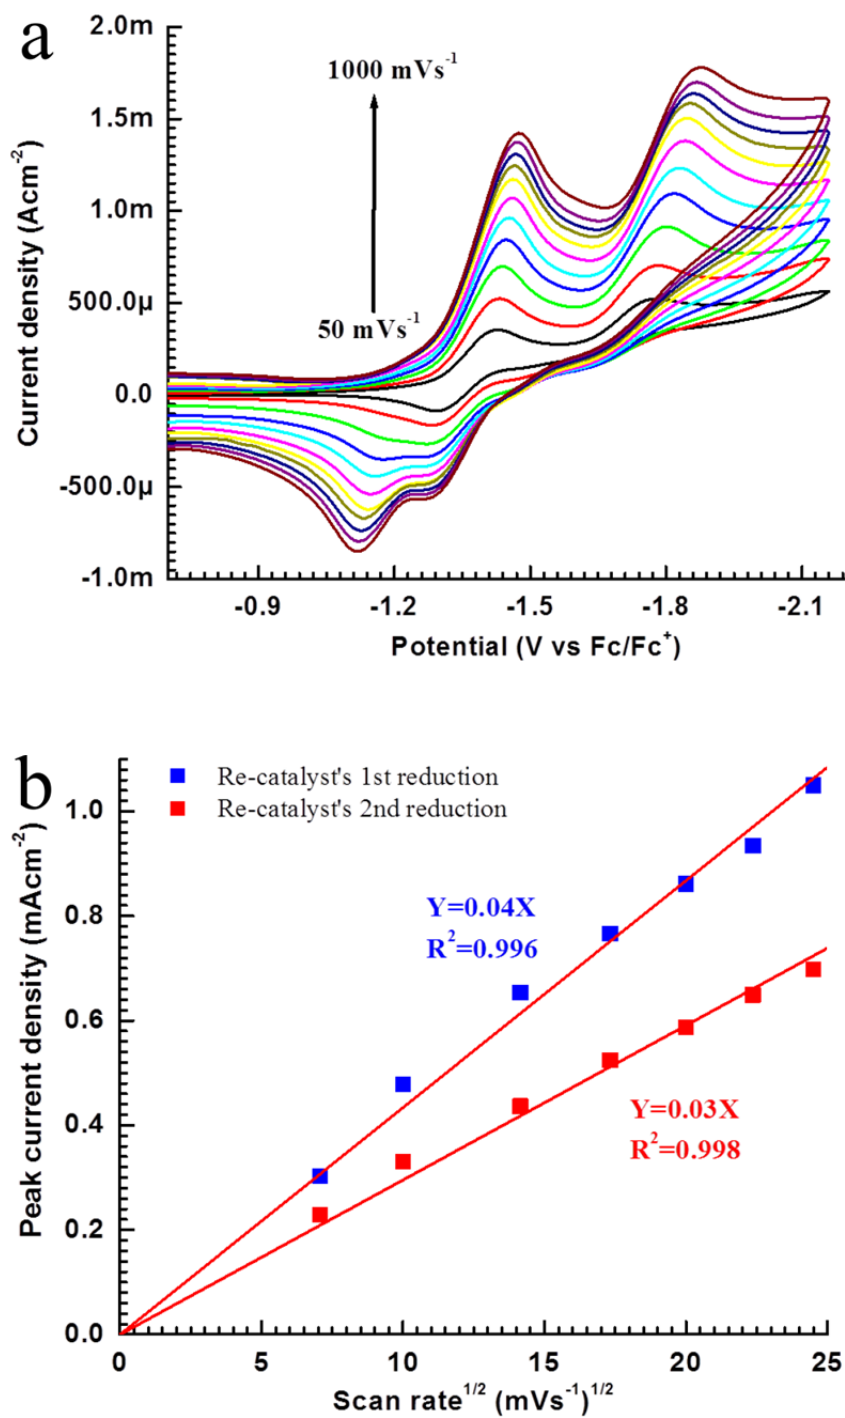 a
2.0m
1.5m
1.0m
500.0µ
0.0
-500.0µ
-1.0m
Current density (Acm⁻²)
1000 mVs⁻¹
50 mVs⁻¹
-0.9 -1.2 -1.5 -1.8 -2.1
Potential (V vs Fc/Fc⁺)
b
Re-catalyst's 1st reduction
Re-catalyst's 2nd reduction
1.0
0.8
0.6
0.4
0.2
0.0
Peak current density (mAcm⁻²)
Y=0.04X
R²=0.996
Y=0.03X
R²=0.998
0 5 10 15 20 25
Scan rate¹ᐟ² (mVs⁻¹)¹ᐟ²